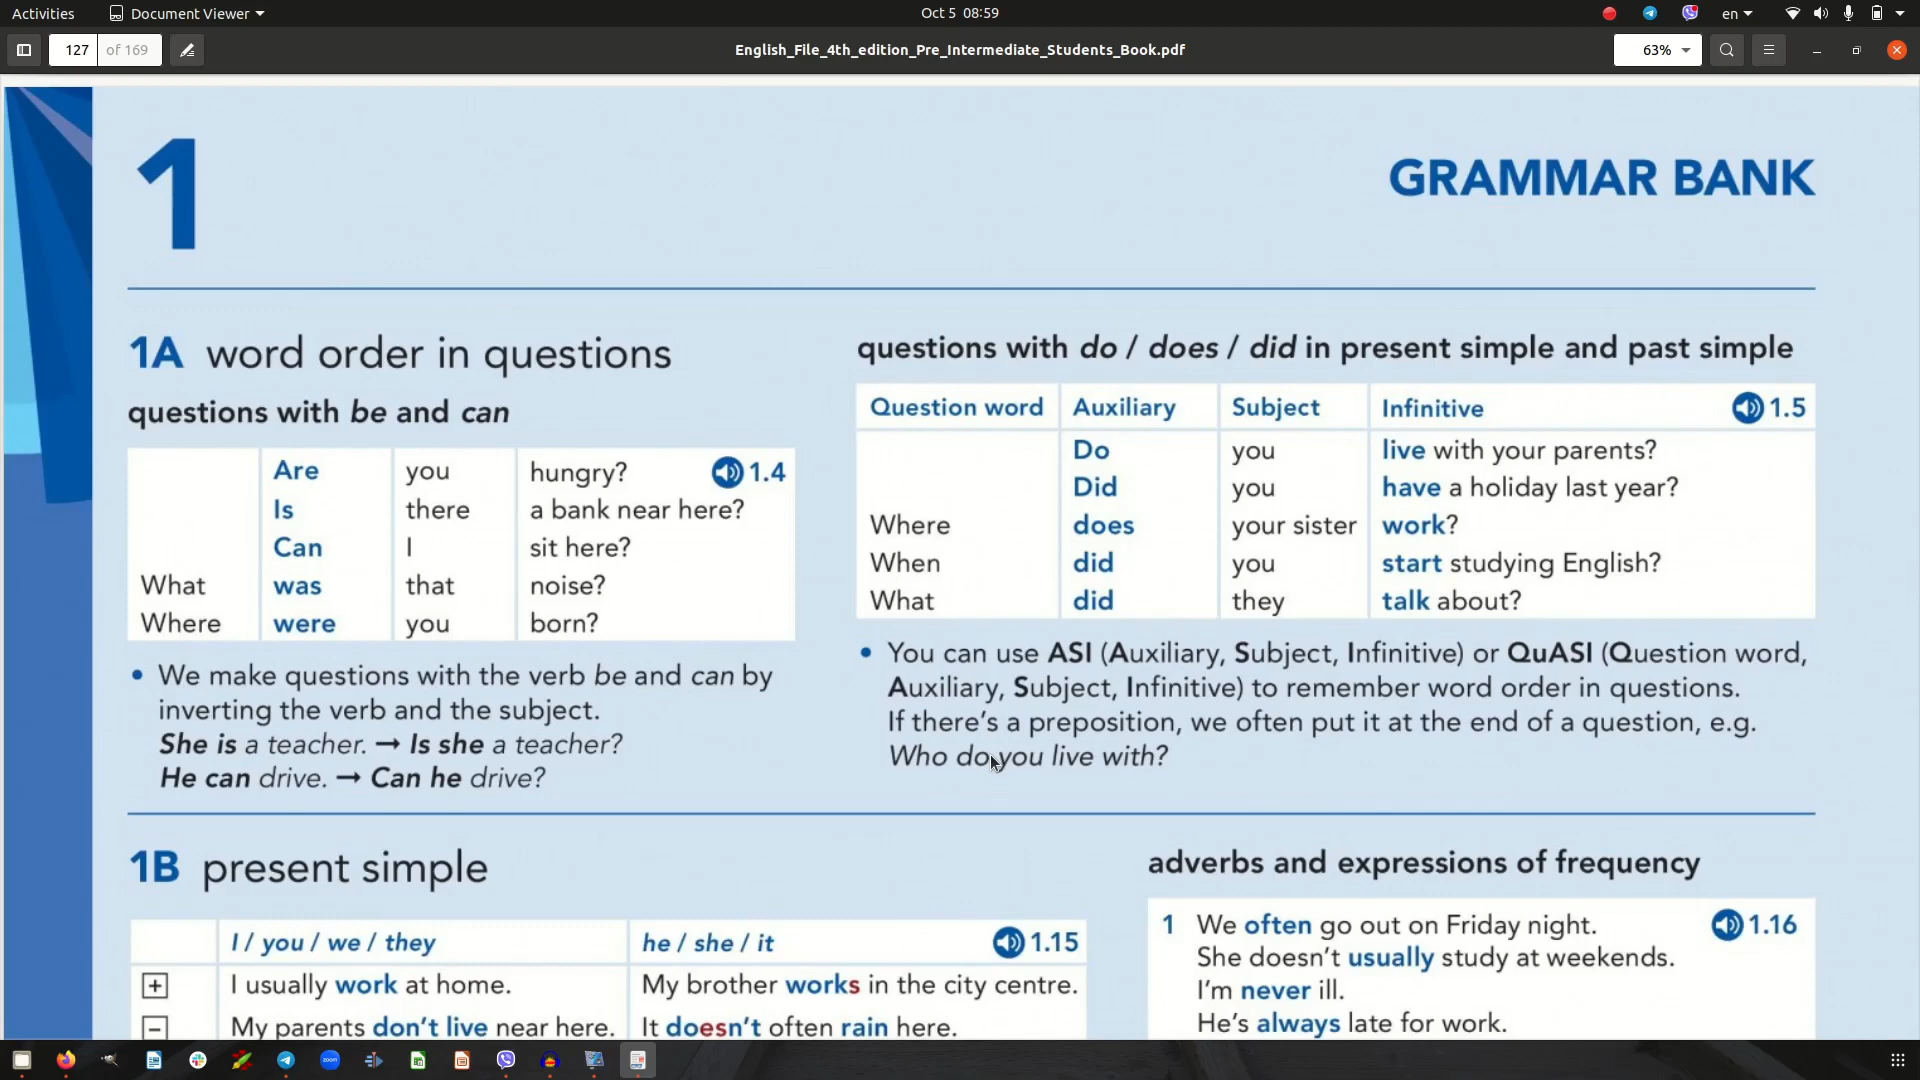 Activities Document Viewer Oct 5 08:59 en
127 of 169 English_File_4th_edition_Pre_Intermediate_Students_Book.pdf 63%
1
GRAMMAR BANK
1A word order in questions
questions with be and can
Are you hungry? 1.4
Is there a bank near here?
Can I sit here?
What was that noise?
Where were you born?
• We make questions with the verb be and can by
inverting the verb and the subject.
She is a teacher. → Is she a teacher?
He can drive. → Can he drive?
questions with do / does / did in present simple and past simple
Question word Auxiliary Subject Infinitive 1.5
Do you live with your parents?
Did you have a holiday last year?
Where does your sister work?
When did you start studying English?
What did they talk about?
• You can use ASI (Auxiliary, Subject, Infinitive) or QuASI (Question word,
Auxiliary, Subject, Infinitive) to remember word order in questions.
If there's a preposition, we often put it at the end of a question, e.g.
Who do you live with?
1B present simple
I / you / we / they he / she / it 1.15
+ I usually work at home. My brother works in the city centre.
− My parents don't live near here. It doesn't often rain here.
adverbs and expressions of frequency
1 We often go out on Friday night. 1.16
She doesn't usually study at weekends.
I'm never ill.
He's always late for work.
zoom